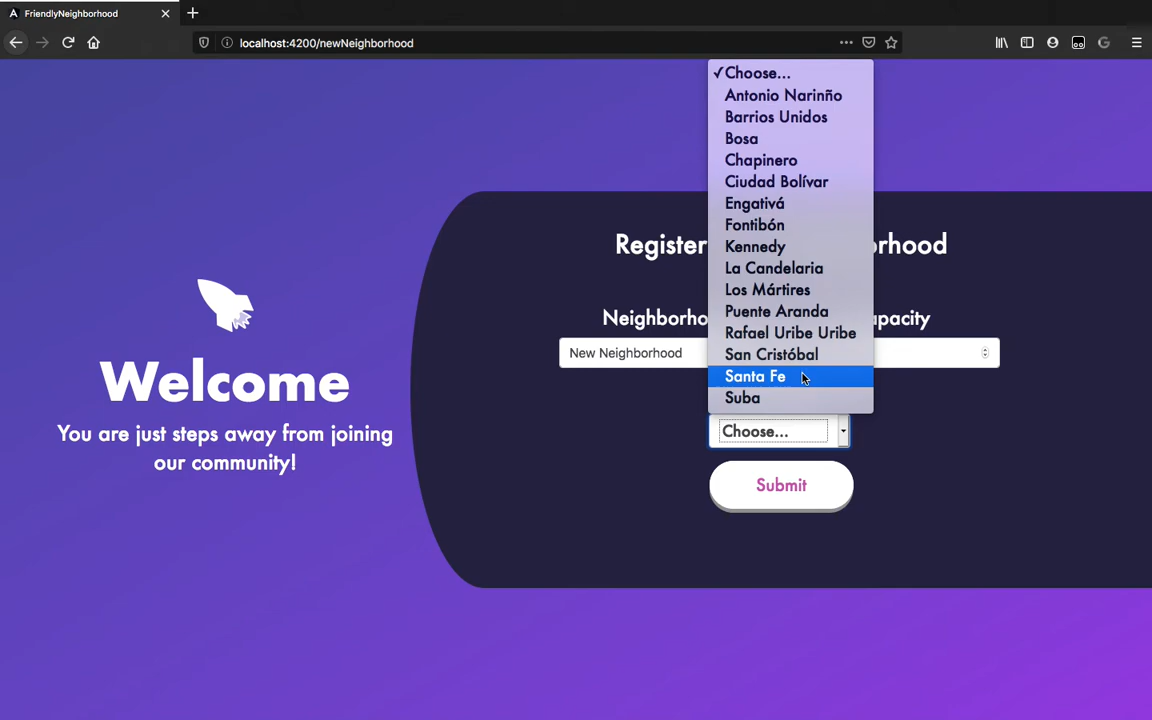 FriendlyNeighborhood
localhost:4200/newNeighborhood
Welcome
You are just steps away from joining
our community!
Register
rhood
Neighborho
pacity
New Neighborhood
✓Choose...
Antonio Narinño
Barrios Unidos
Bosa
Chapinero
Ciudad Bolívar
Engativá
Fontibón
Kennedy
La Candelaria
Los Mártires
Puente Aranda
Rafael Uribe Uribe
San Cristóbal
Santa Fe
Suba
Choose...
Submit